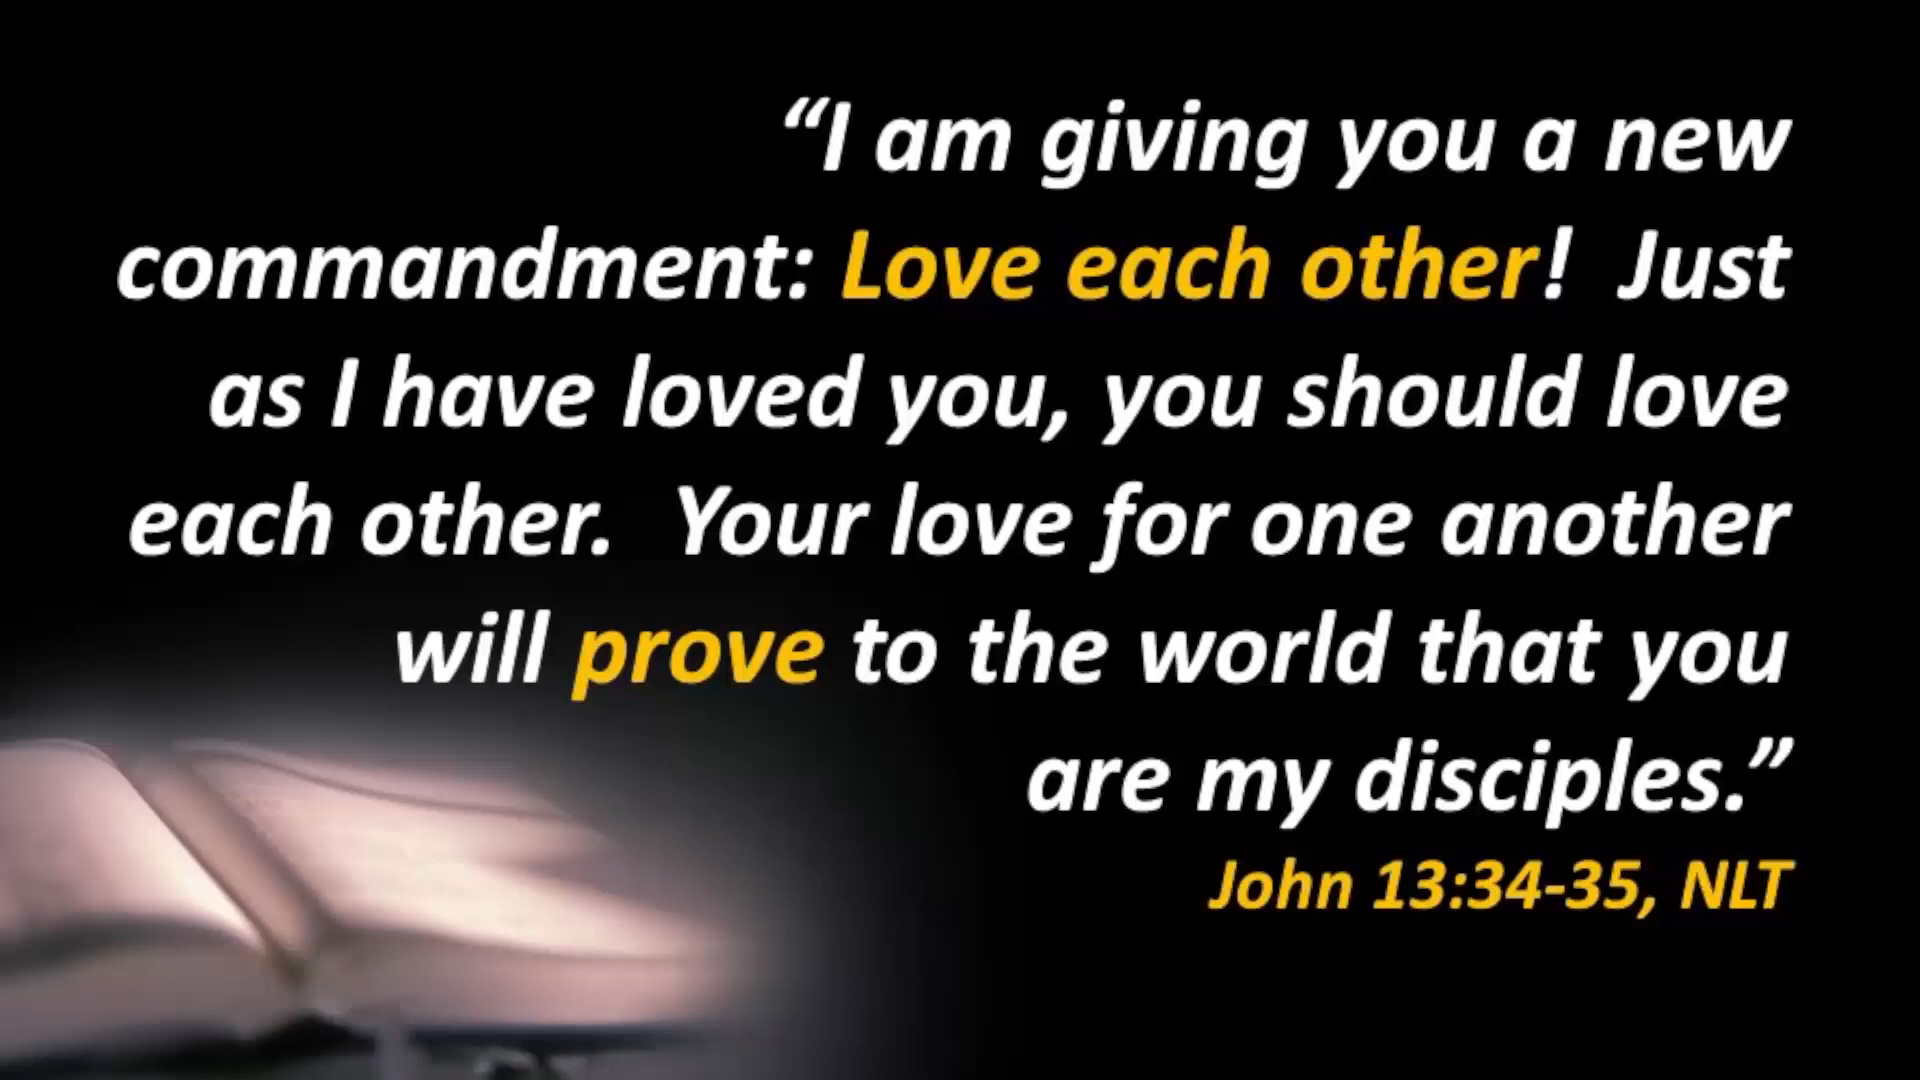 “I am giving you a new
commandment: Love each other!  Just
as I have loved you, you should love
each other.  Your love for one another
will prove to the world that you
are my disciples.”
John 13:34-35, NLT